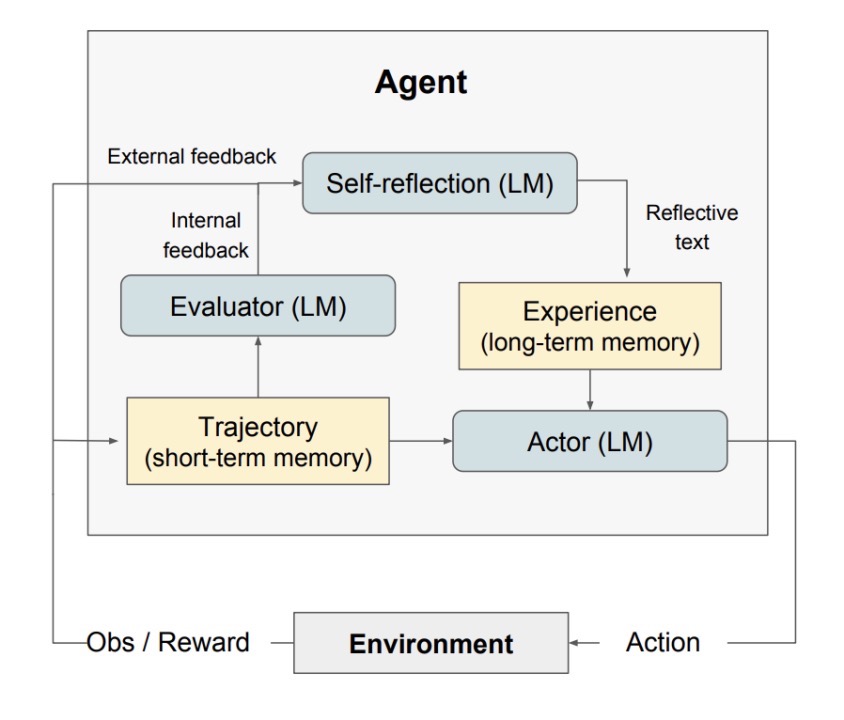 Agent
External feedback
Self-reflection (LM)
Internal
feedback
Reflective
text
Evaluator (LM)
Experience
(long-term memory)
Trajectory
(short-term memory)
Actor (LM)
Obs / Reward
Environment
Action